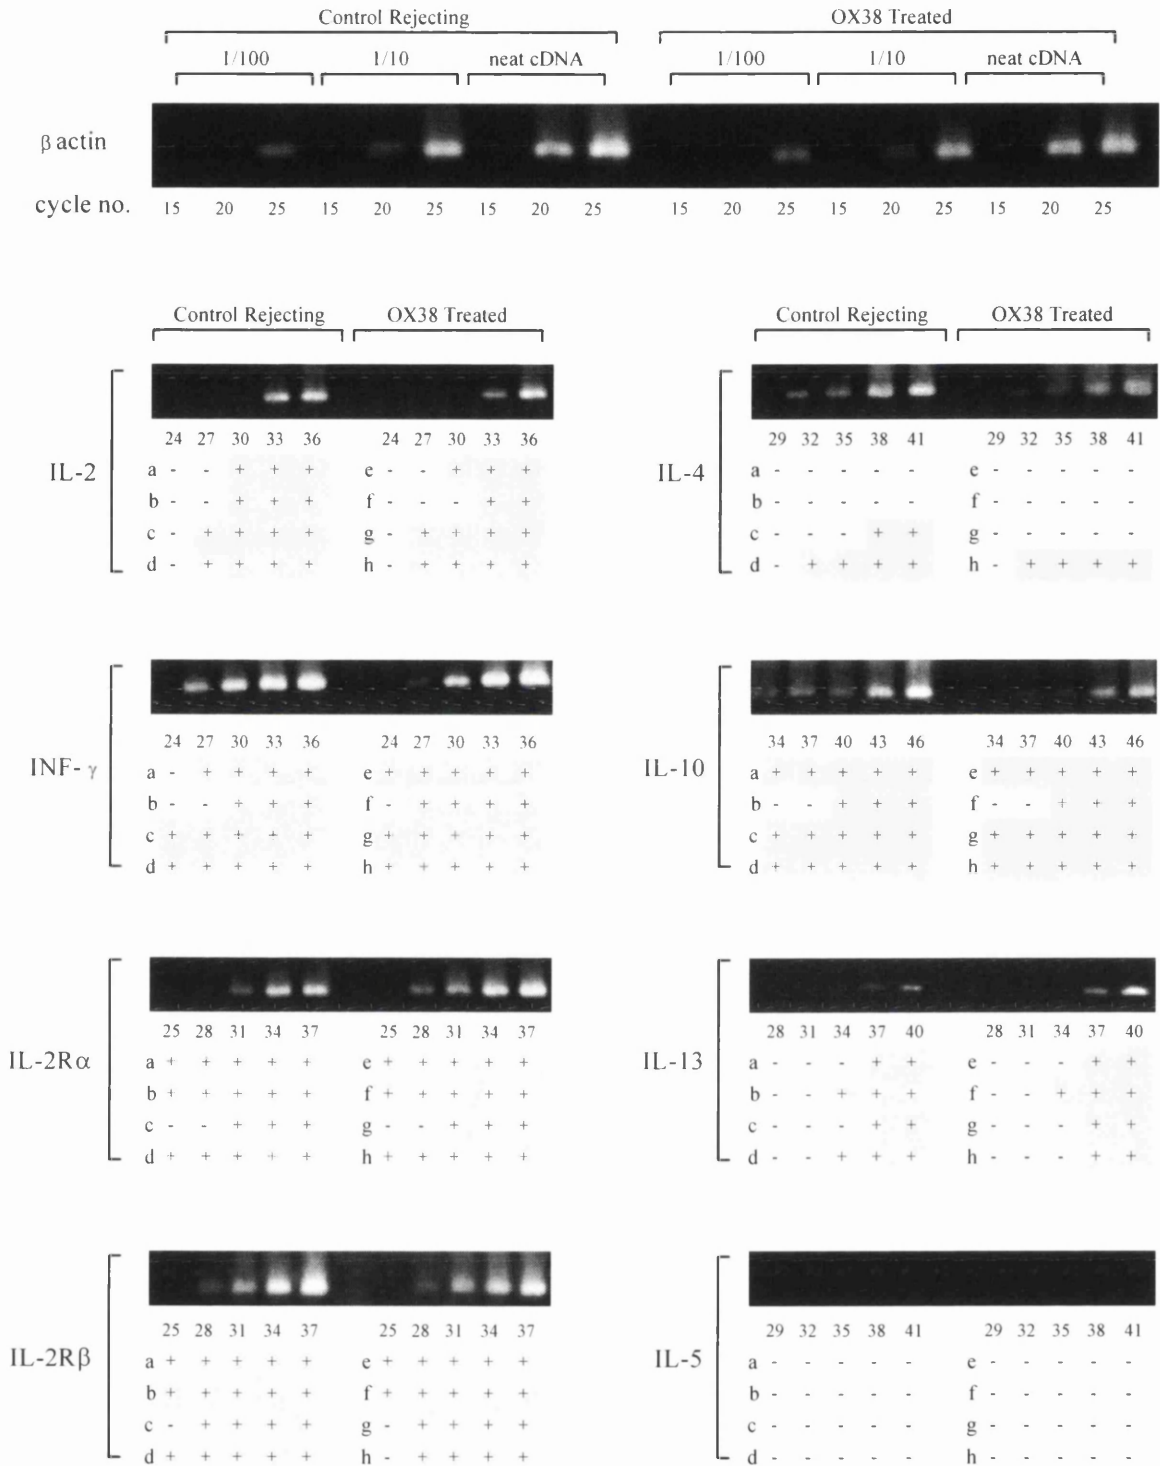 Control Rejecting OX38 Treated
1/100 1/10 neat cDNA 1/100 1/10 neat cDNA
β actin
cycle no. 15 20 25 15 20 25 15 20 25 15 20 25 15 20 25 15 20 25
Control Rejecting OX38 Treated
IL-2
24 27 30 33 36 24 27 30 33 36
a - - + + + e - - + + +
b - - + + + f - - - + +
c - + + + + g - + + + +
d - + + + + h - + + + +
Control Rejecting OX38 Treated
IL-4
29 32 35 38 41 29 32 35 38 41
a - - - - - e - - - - -
b - - - - - f - - - - -
c - - - + + g - - - - -
d - + + + + h - + + + +
INF-γ
24 27 30 33 36 24 27 30 33 36
a - + + + + e + + + + +
b - - + + + f - + + + +
c + + + + + g + + + + +
d + + + + + h + + + + +
IL-10
34 37 40 43 46 34 37 40 43 46
a + + + + + e + + + + +
b - - + + + f - - + + +
c + + + + + g + + + + +
d + + + + + h + + + + +
IL-2Rα
25 28 31 34 37 25 28 31 34 37
a + + + + + e + + + + +
b + + + + + f + + + + +
c - - + + + g - - + + +
d + + + + + h + + + + +
IL-13
28 31 34 37 40 28 31 34 37 40
a - - - + + e - - - + +
b - - + + + f - - + + +
c - - - + + g - - - + +
d - - + + + h - - - + +
IL-2Rβ
25 28 31 34 37 25 28 31 34 37
a + + + + + e + + + + +
b + + + + + f + + + + +
c - + + + + g - + + + +
d + + + + + h - + + + +
IL-5
29 32 35 38 41 29 32 35 38 41
a - - - - - e - - - - -
b - - - - - f - - - - -
c - - - - - g - - - - -
d - - - - - h - - - - -